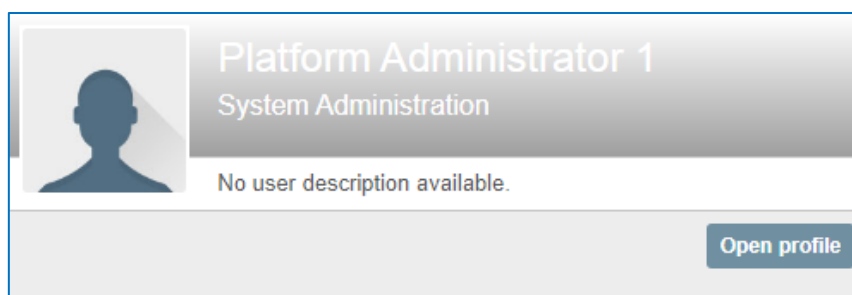 Platform Administrator 1
System Administration
No user description available.
Open profile